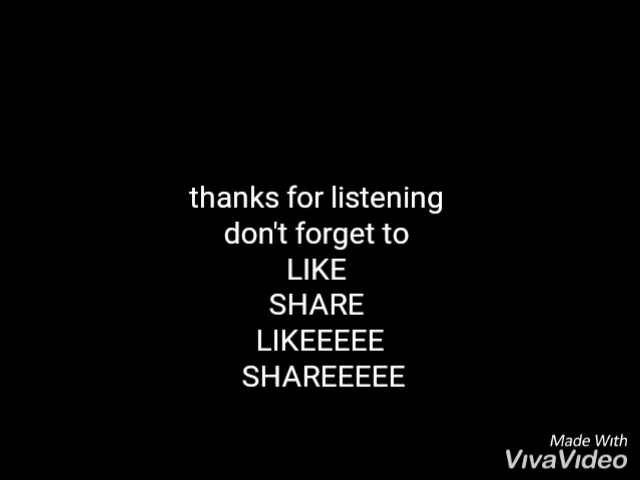 thanks for listening
don't forget to
LIKE
SHARE
LIKEEEEE
SHAREEEEE
Made With
VivaVideo